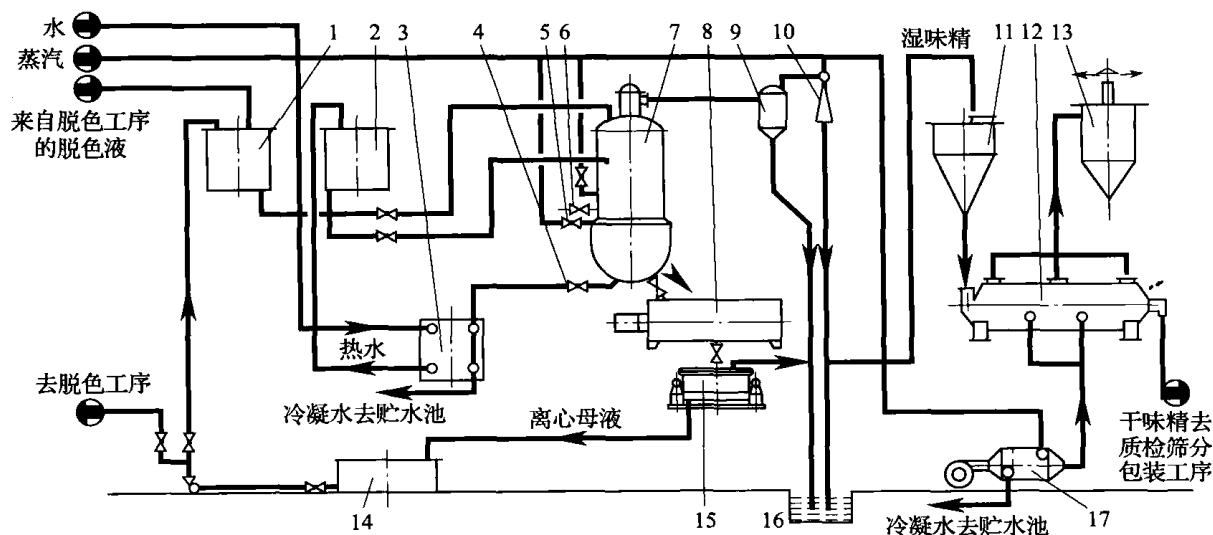 水
蒸汽
来自脱色工序
的脱色液
1
2
3
4
5
6
7
8
9
10
湿味精
11
12
13
热水
去脱色工序
冷凝水去贮水池
离心母液
干味精去
质检筛分
包装工序
14
15
16
冷凝水去贮水池
17